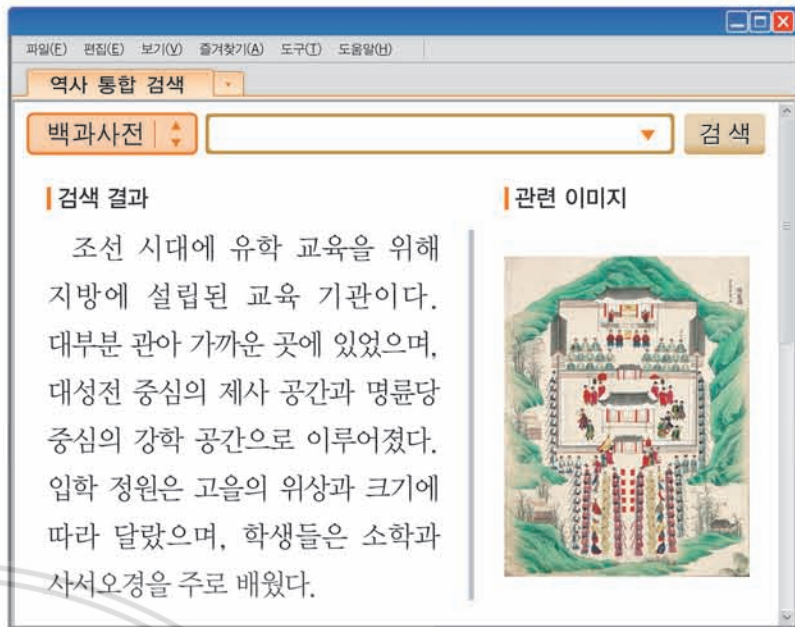 파일(F) 편집(E) 보기(V) 즐겨찾기(A) 도구(T) 도움말(H)
역사 통합 검색
백과사전
검색
검색 결과
조선 시대에 유학 교육을 위해
지방에 설립된 교육 기관이다.
대부분 관아 가까운 곳에 있었으며,
대성전 중심의 제사 공간과 명륜당
중심의 강학 공간으로 이루어졌다.
입학 정원은 고을의 위상과 크기에
따라 달랐으며, 학생들은 소학과
사서오경을 주로 배웠다.
관련 이미지